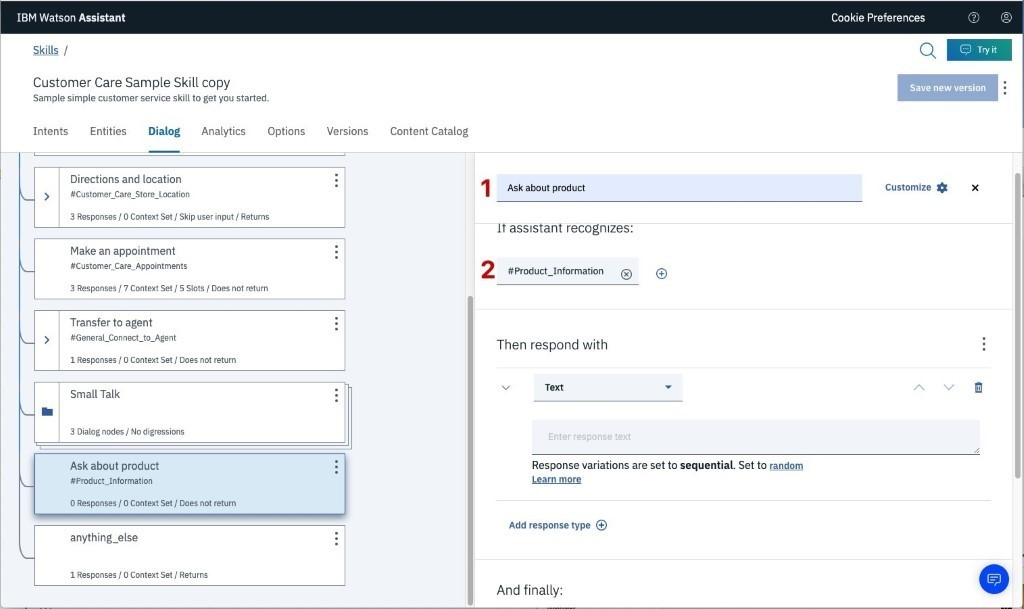 IBM Watson Assistant
Cookie Preferences
Skills /
Try it
Customer Care Sample Skill copy
Sample simple customer service skill to get you started.
Save new version
Intents Entities Dialog Analytics Options Versions Content Catalog
Directions and location
#Customer_Care_Store_Location
3 Responses / 0 Context Set / Skip user input / Returns
Make an appointment
#Customer_Care_Appointments
3 Responses / 7 Context Set / 5 Slots / Does not return
Transfer to agent
#General_Connect_to_Agent
1 Responses / 0 Context Set / Does not return
Small Talk
3 Dialog nodes / No digressions
Ask about product
#Product_Information
0 Responses / 0 Context Set / Does not return
anything_else
1 Responses / 0 Context Set / Returns
1 Ask about product
Customize
If assistant recognizes:
2 #Product_Information
Then respond with
Text
Enter response text
Response variations are set to sequential. Set to random
Learn more
Add response type
And finally: